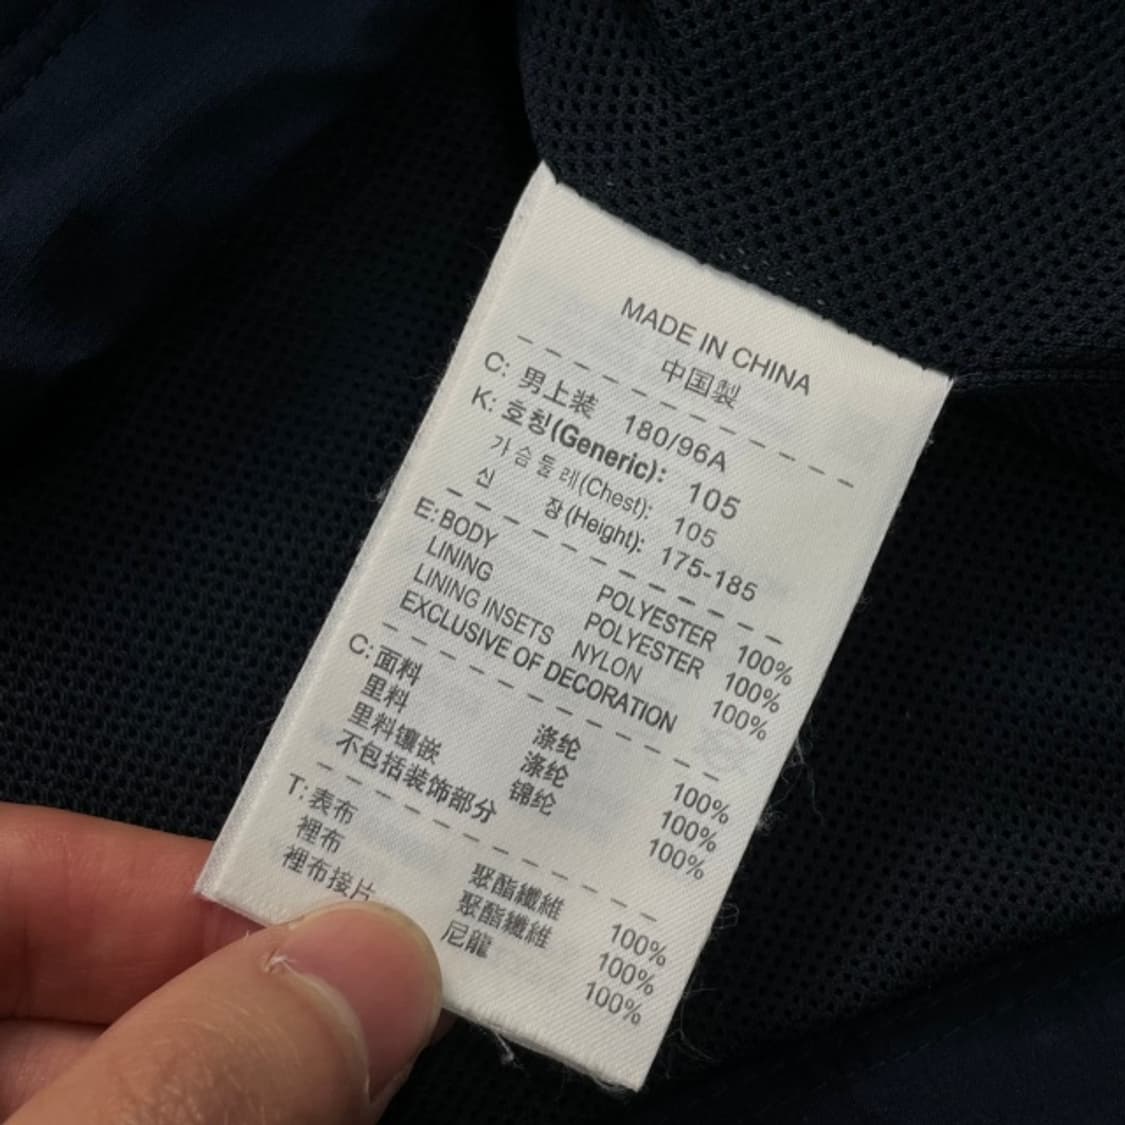 MADE IN CHINA
中国製
C: 男上装 180/96A
K: 호칭(Generic): 105
가슴둘레(Chest): 105
신 장(Height): 175-185
E: BODY POLYESTER 100%
LINING POLYESTER 100%
LINING INSETS NYLON 100%
EXCLUSIVE OF DECORATION
C: 面料 涤纶 100%
里料 涤纶 100%
里料镶嵌 锦纶 100%
不包括装饰部分
T: 表布 聚酯纖維 100%
裡布 聚酯纖維 100%
裡布接片 尼龍 100%